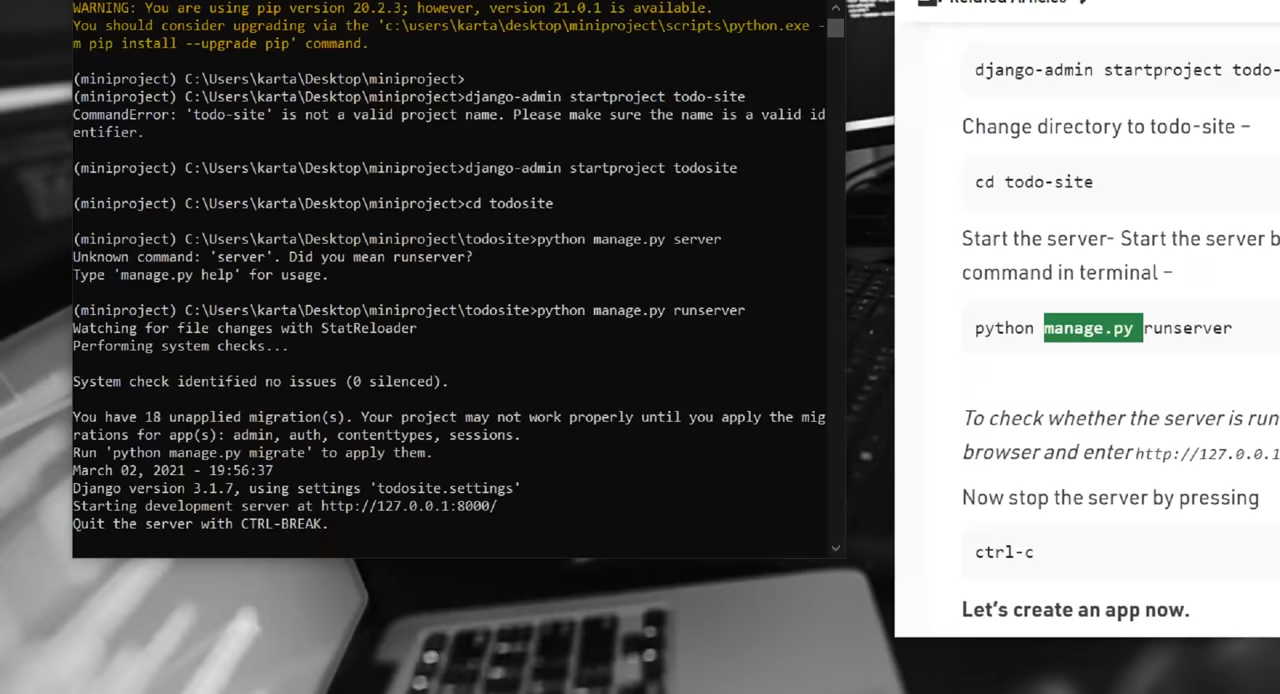 WARNING: You are using pip version 20.2.3; however, version 21.0.1 is available.
You should consider upgrading via the 'c:\users\karta\desktop\miniproject\scripts\python.exe -
m pip install --upgrade pip' command.
(miniproject) C:\Users\karta\Desktop\miniproject>
(miniproject) C:\Users\karta\Desktop\miniproject>django-admin startproject todo-site
CommandError: 'todo-site' is not a valid project name. Please make sure the name is a valid id
entifier.
(miniproject) C:\Users\karta\Desktop\miniproject>django-admin startproject todosite
(miniproject) C:\Users\karta\Desktop\miniproject>cd todosite
(miniproject) C:\Users\karta\Desktop\miniproject\todosite>python manage.py server
Unknown command: 'server'. Did you mean runserver?
Type 'manage.py help' for usage.
(miniproject) C:\Users\karta\Desktop\miniproject\todosite>python manage.py runserver
Watching for file changes with StatReloader
Performing system checks...
System check identified no issues (0 silenced).
You have 18 unapplied migration(s). Your project may not work properly until you apply the mig
rations for app(s): admin, auth, contenttypes, sessions.
Run 'python manage.py migrate' to apply them.
March 02, 2021 - 19:56:37
Django version 3.1.7, using settings 'todosite.settings'
Starting development server at http://127.0.0.1:8000/
Quit the server with CTRL-BREAK.
Related Articles
django-admin startproject todo-
Change directory to todo-site –
cd todo-site
Start the server- Start the server b
command in terminal –
python manage.py runserver
To check whether the server is run
browser and enter http://127.0.0.1
Now stop the server by pressing
ctrl-c
Let's create an app now.